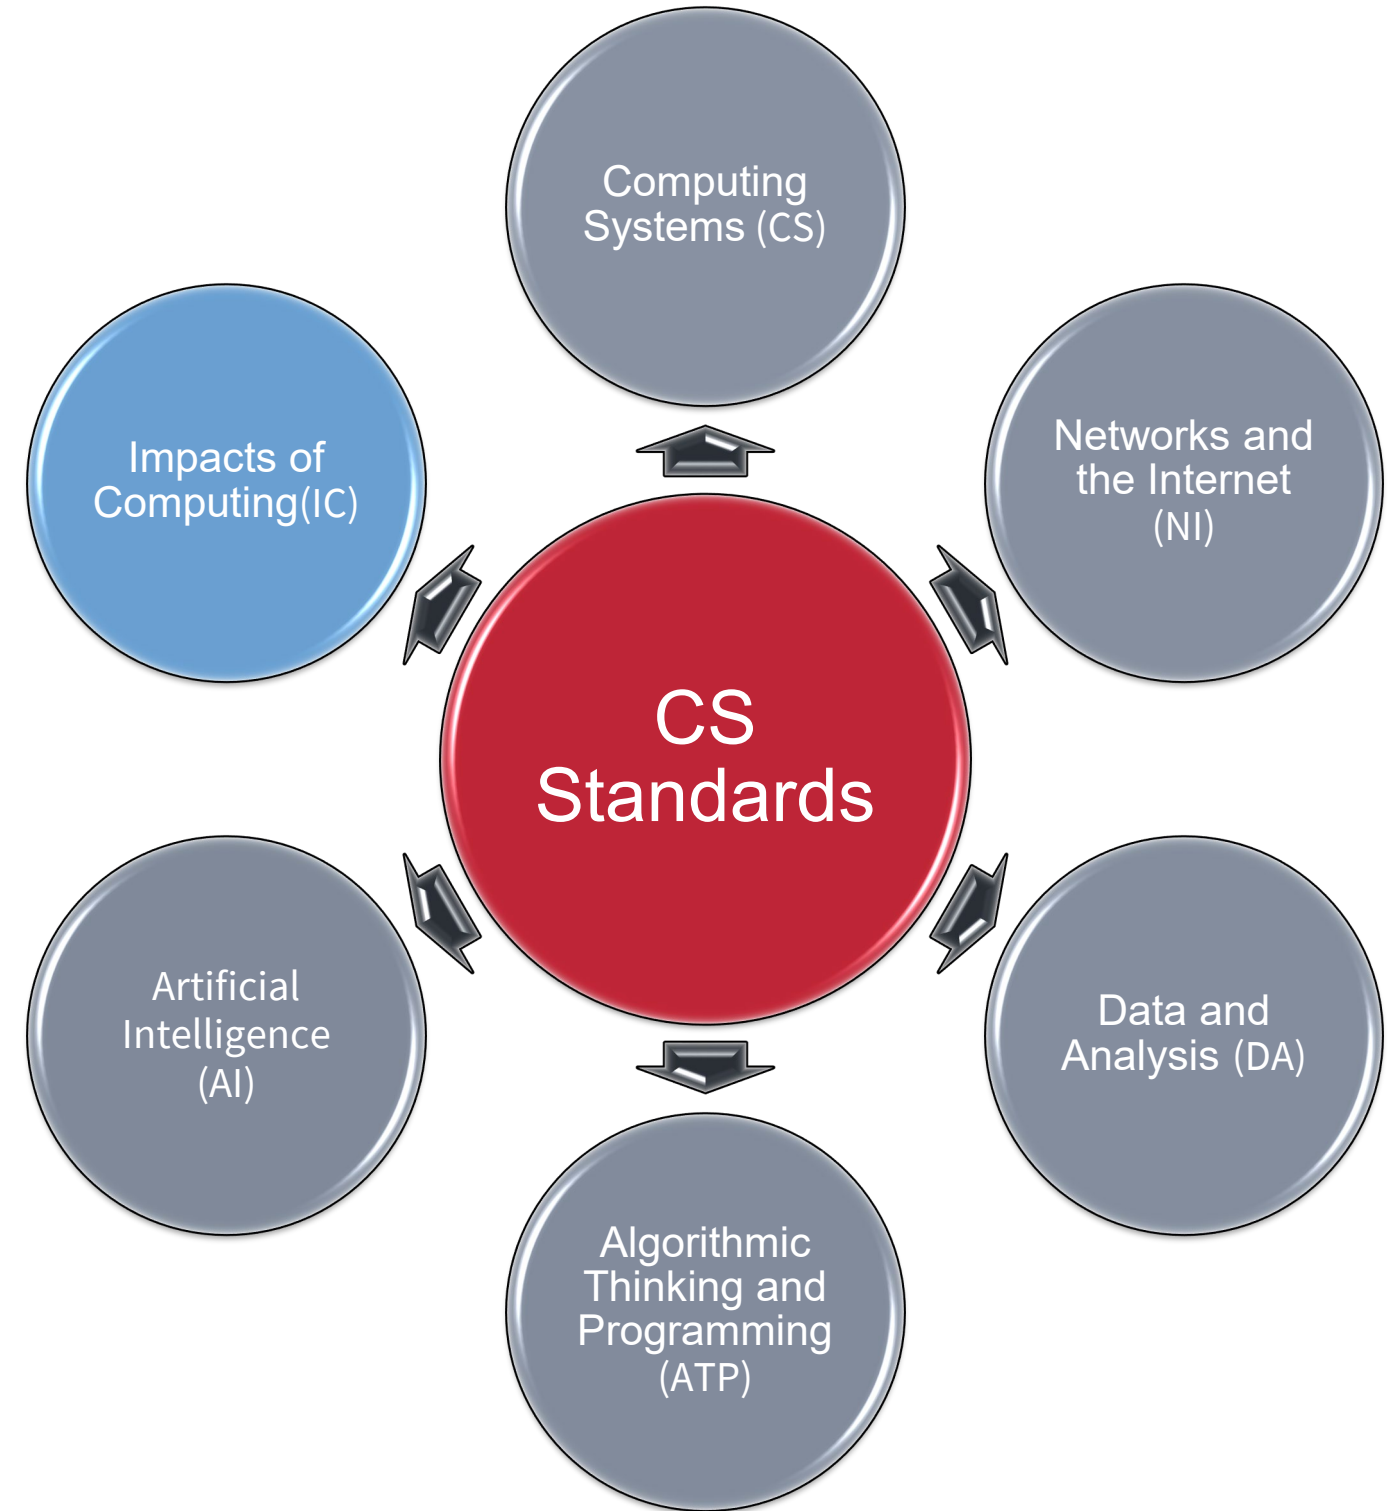 Computing
Systems (CS)
Networks and
the Internet
(NI)
Data and
Analysis (DA)
Algorithmic
Thinking and
Programming
(ATP)
Artificial
Intelligence
(AI)
Impacts of
Computing(IC)
CS
Standards